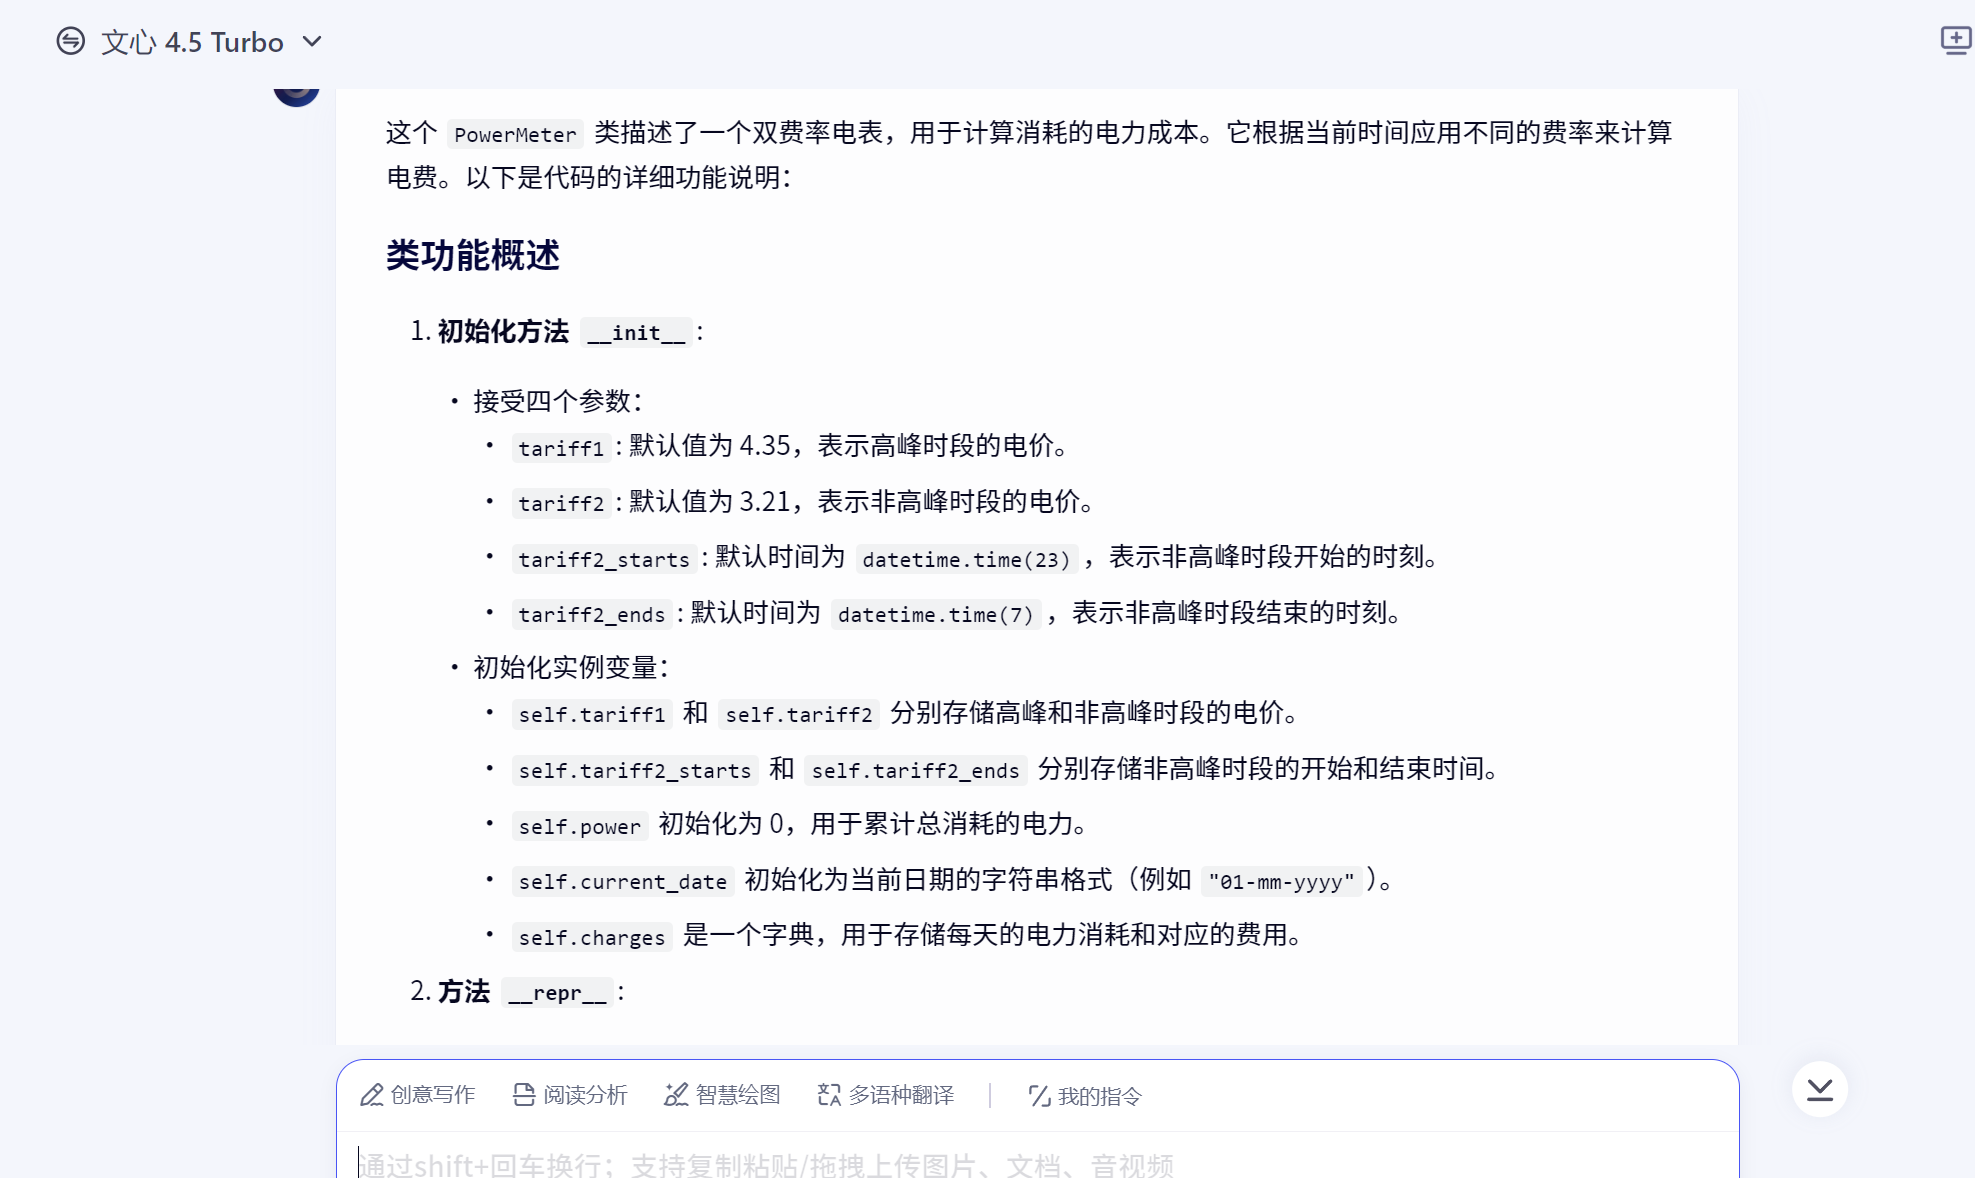 文心 4.5 Turbo
这个 PowerMeter 类描述了一个双费率电表，用于计算消耗的电力成本。它根据当前时间应用不同的费率来计算
电费。以下是代码的详细功能说明：
类功能概述
1. 初始化方法 __init__ :
• 接受四个参数：
• tariff1 : 默认值为 4.35，表示高峰时段的电价。
• tariff2 : 默认值为 3.21，表示非高峰时段的电价。
• tariff2_starts : 默认时间为 datetime.time(23) ，表示非高峰时段开始的时刻。
• tariff2_ends : 默认时间为 datetime.time(7) ，表示非高峰时段结束的时刻。
• 初始化实例变量：
• self.tariff1 和 self.tariff2 分别存储高峰和非高峰时段的电价。
• self.tariff2_starts 和 self.tariff2_ends 分别存储非高峰时段的开始和结束时间。
• self.power 初始化为 0，用于累计总消耗的电力。
• self.current_date 初始化为当前日期的字符串格式（例如 "01-mm-yyyy" ）。
• self.charges 是一个字典，用于存储每天的电力消耗和对应的费用。
2. 方法 __repr__ :
创意写作 阅读分析 智慧绘图 多语种翻译 | 我的指令
通过shift+回车换行；支持复制粘贴/拖拽上传图片、文档、音视频